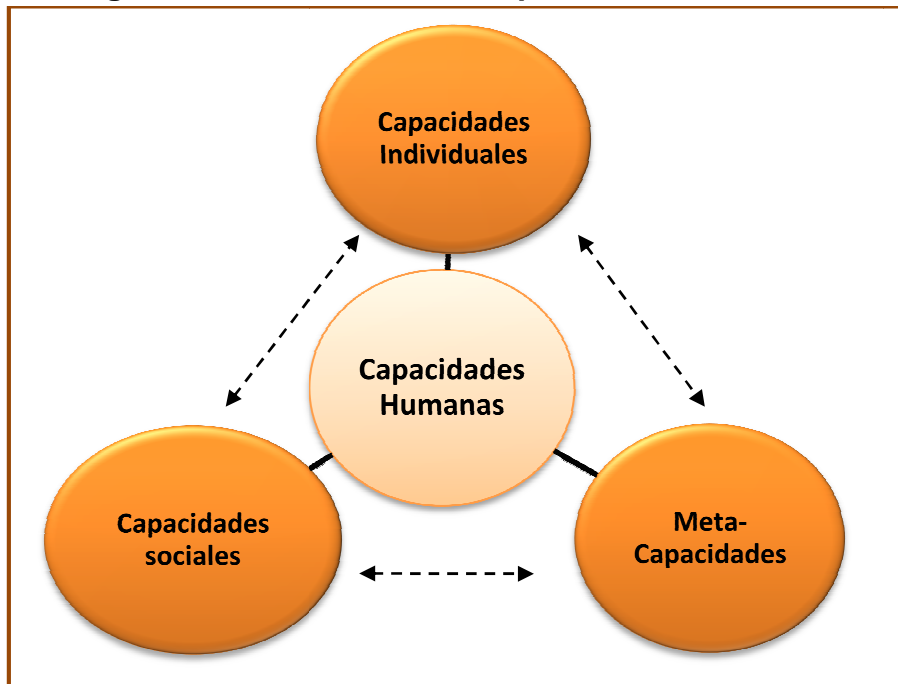 Capacidades
Individuales
Capacidades
Humanas
Capacidades
sociales
Meta-
Capacidades